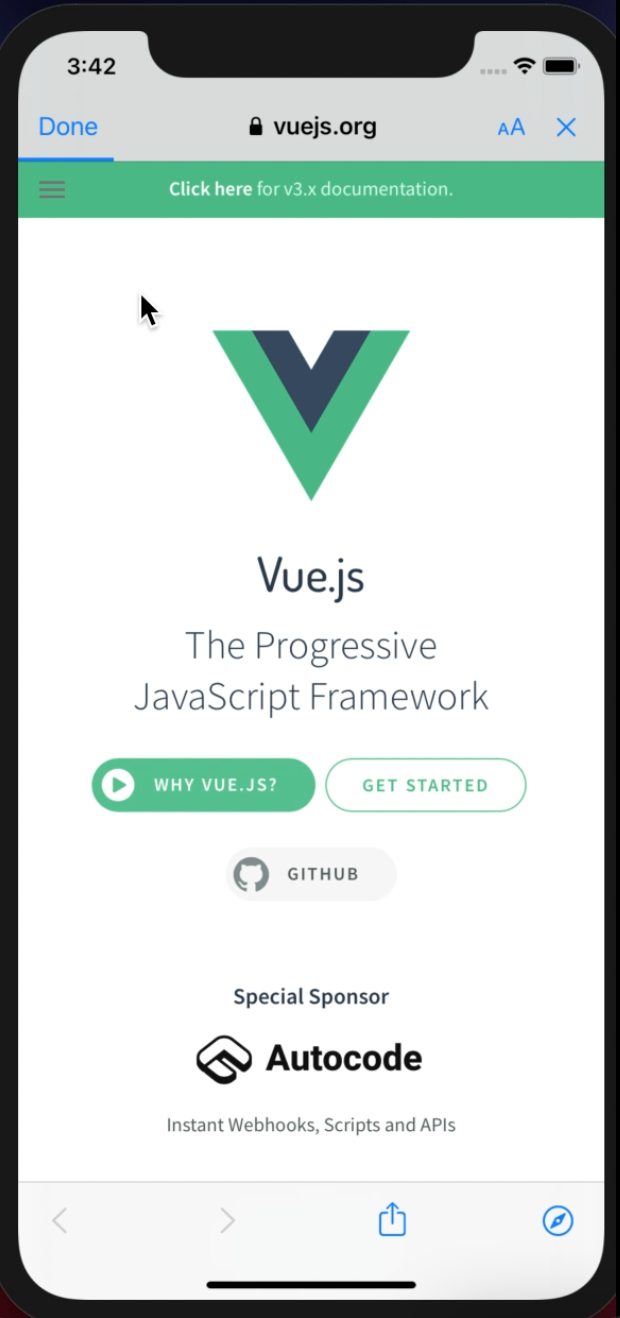 3:42
Done vuejs.org AA
Click here for v3.x documentation.
Vue.js
The Progressive
JavaScript Framework
WHY VUE.JS? GET STARTED
GITHUB
Special Sponsor
Autocode
Instant Webhooks, Scripts and APIs